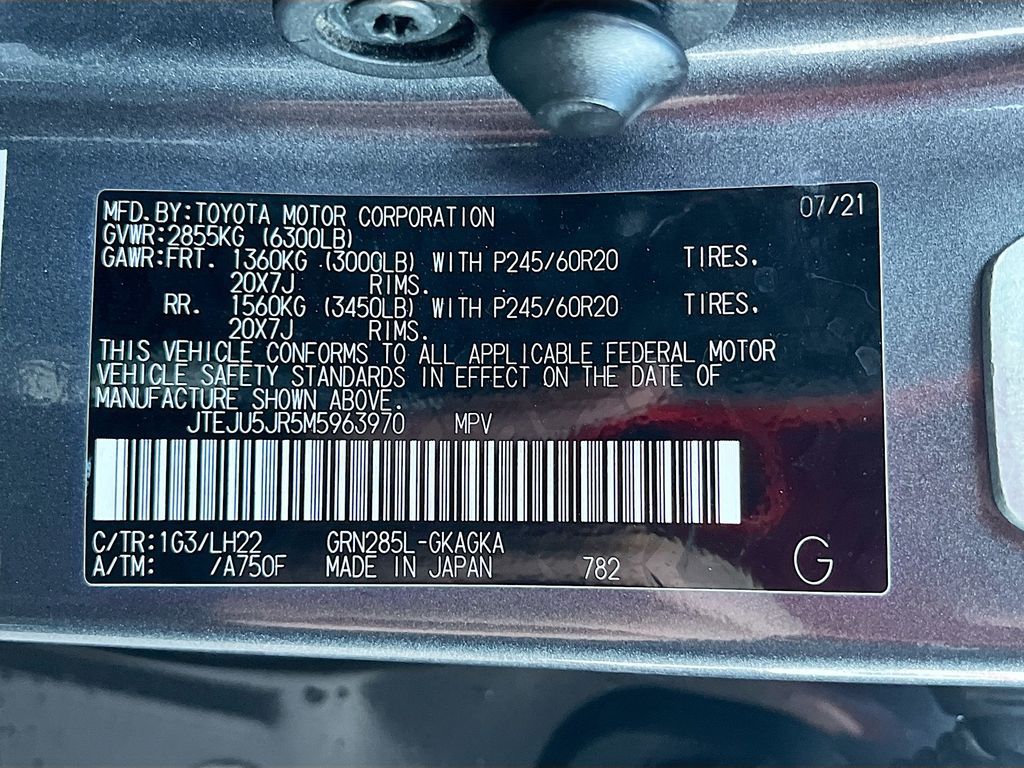 MFD. BY: TOYOTA MOTOR CORPORATION 07/21
GVWR: 2855KG (6300LB)
GAWR: FRT. 1360KG (3000LB) WITH P245/60R20 TIRES.
20X7J RIMS.
RR. 1560KG (3450LB) WITH P245/60R20 TIRES.
20X7J RIMS.
THIS VEHICLE CONFORMS TO ALL APPLICABLE FEDERAL MOTOR
VEHICLE SAFETY STANDARDS IN EFFECT ON THE DATE OF
MANUFACTURE SHOWN ABOVE.
JTEJU5JR5M5963970 MPV
C/TR: 1G3/LH22 GRN285L-GKAGKA
A/TM: /A750F MADE IN JAPAN 782 G